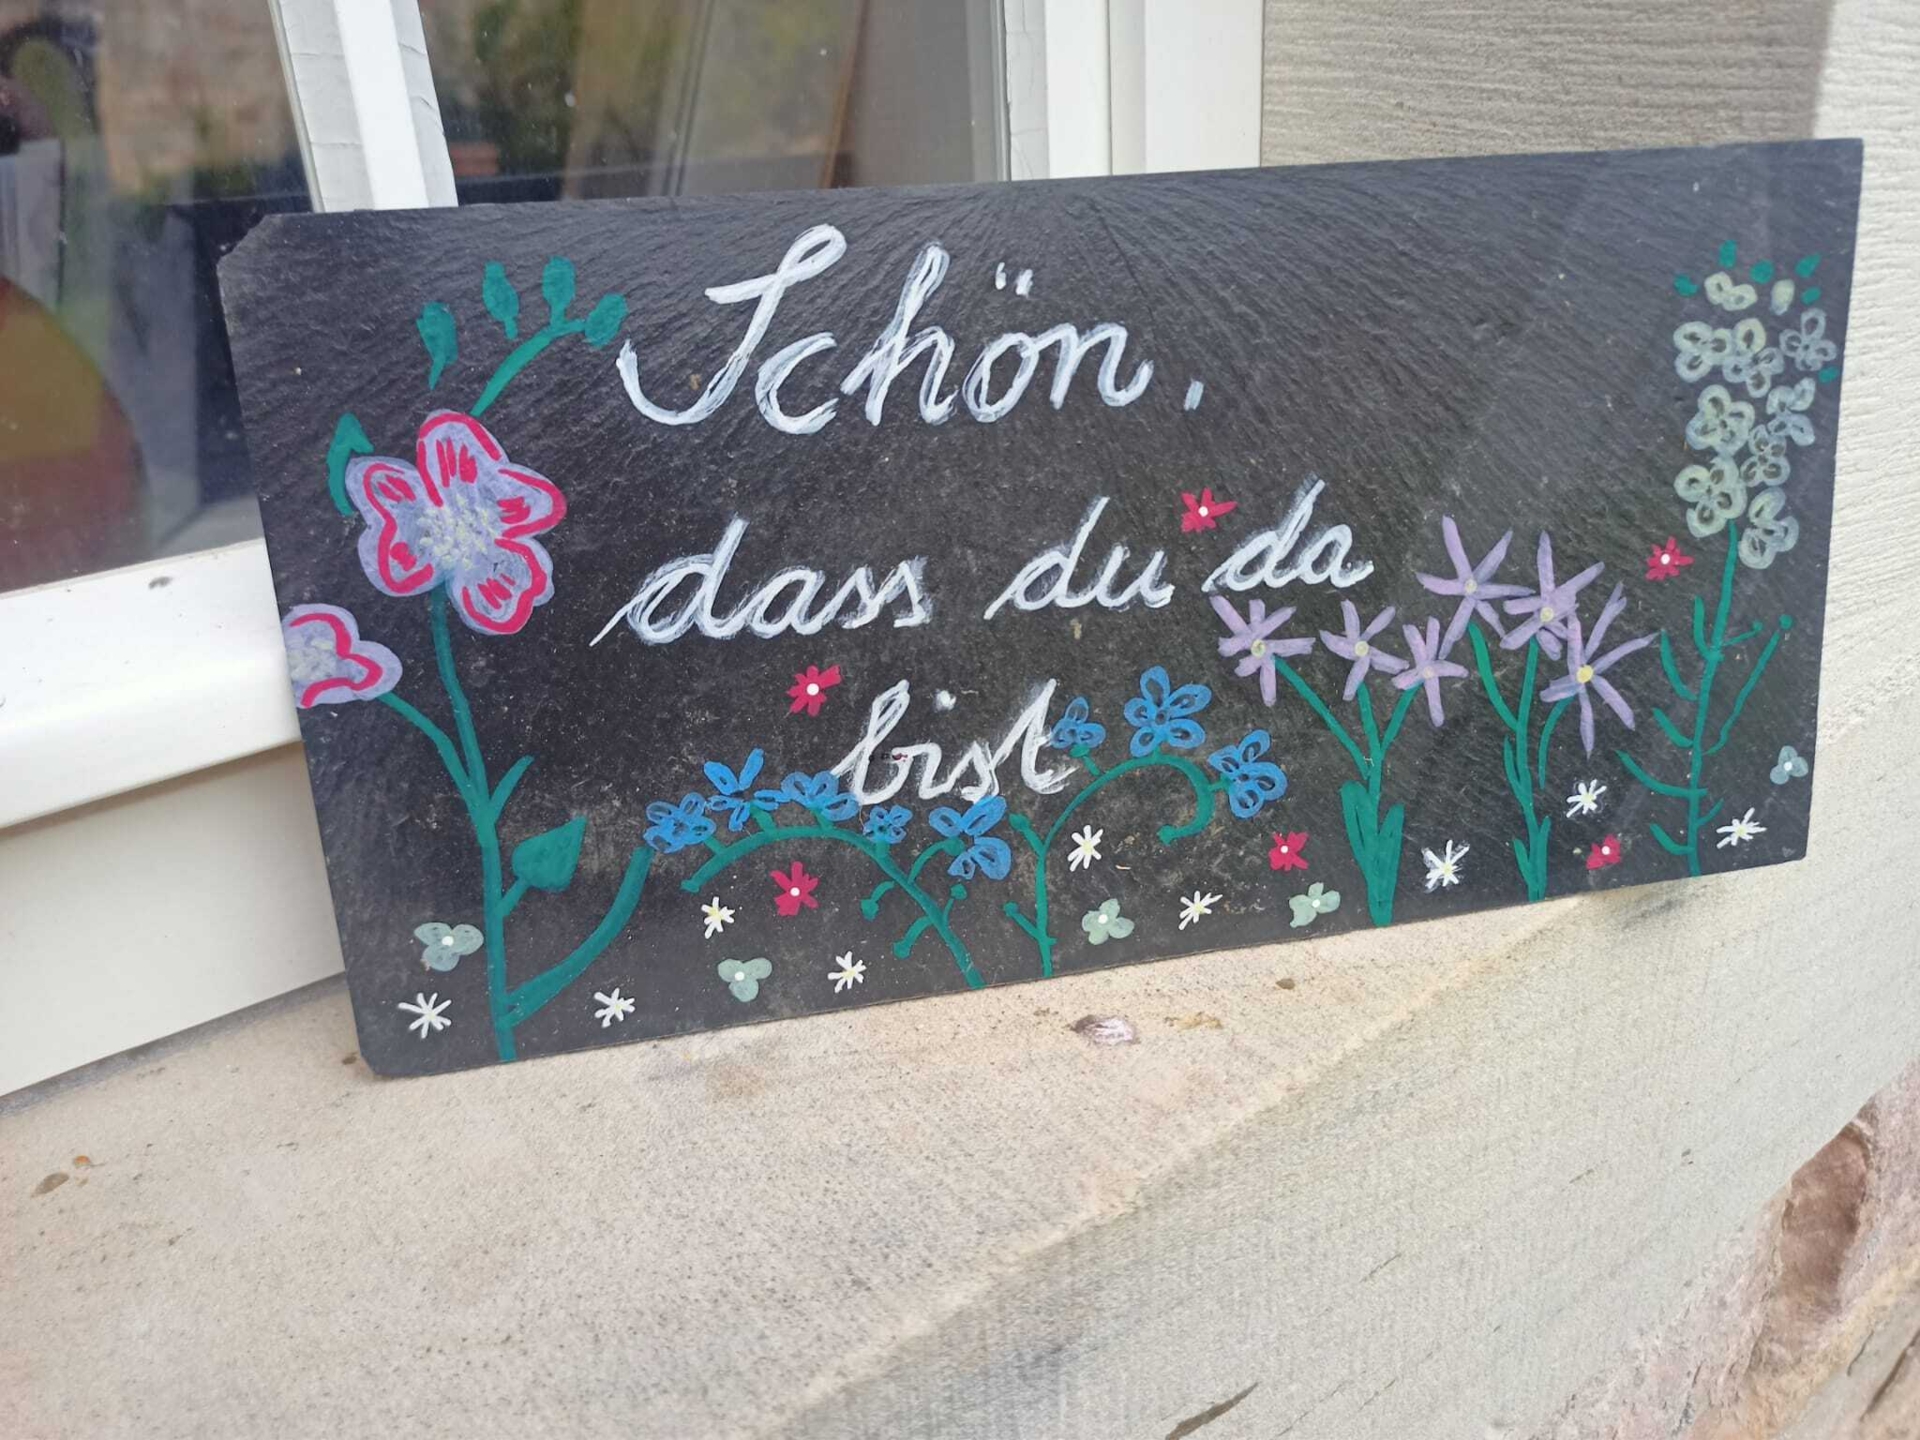 Schön,
dass du da
bist